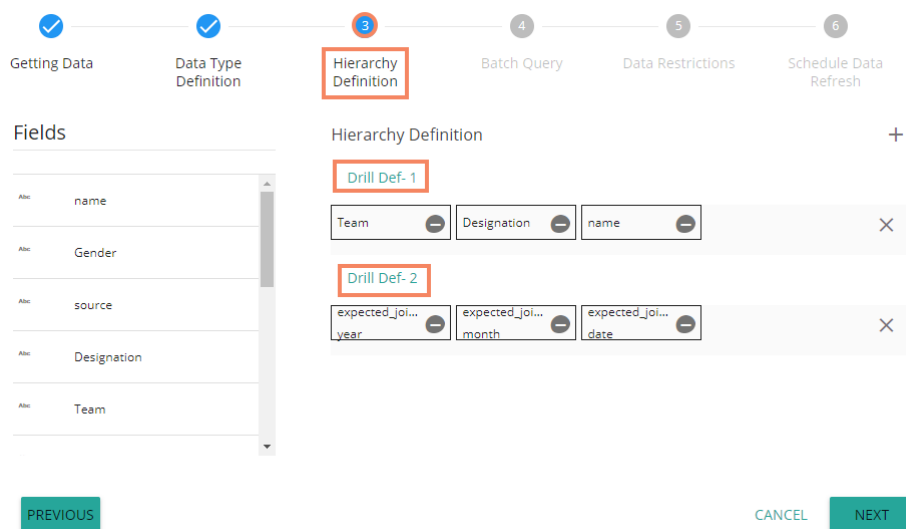 3
4
5
6
Getting Data
Data Type
Definition
Hierarchy
Definition
Batch Query
Data Restrictions
Schedule Data
Refresh
Fields
Hierarchy Definition
+
Abc name
Abc Gender
Abc source
Abc Designation
Abc Team
Drill Def- 1
Team
Designation
name
Drill Def- 2
expected_joi...
year
expected_joi...
month
expected_joi...
date
PREVIOUS
CANCEL
NEXT